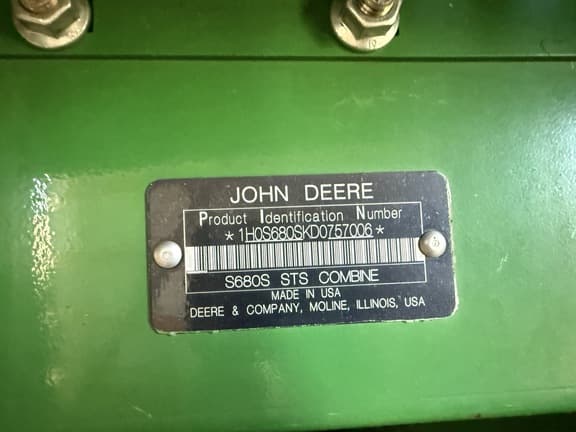 JOHN DEERE
Product Identification Number
*1H0S680SKD0757006*
S680S STS COMBINE
MADE IN USA
DEERE & COMPANY, MOLINE, ILLINOIS, USA